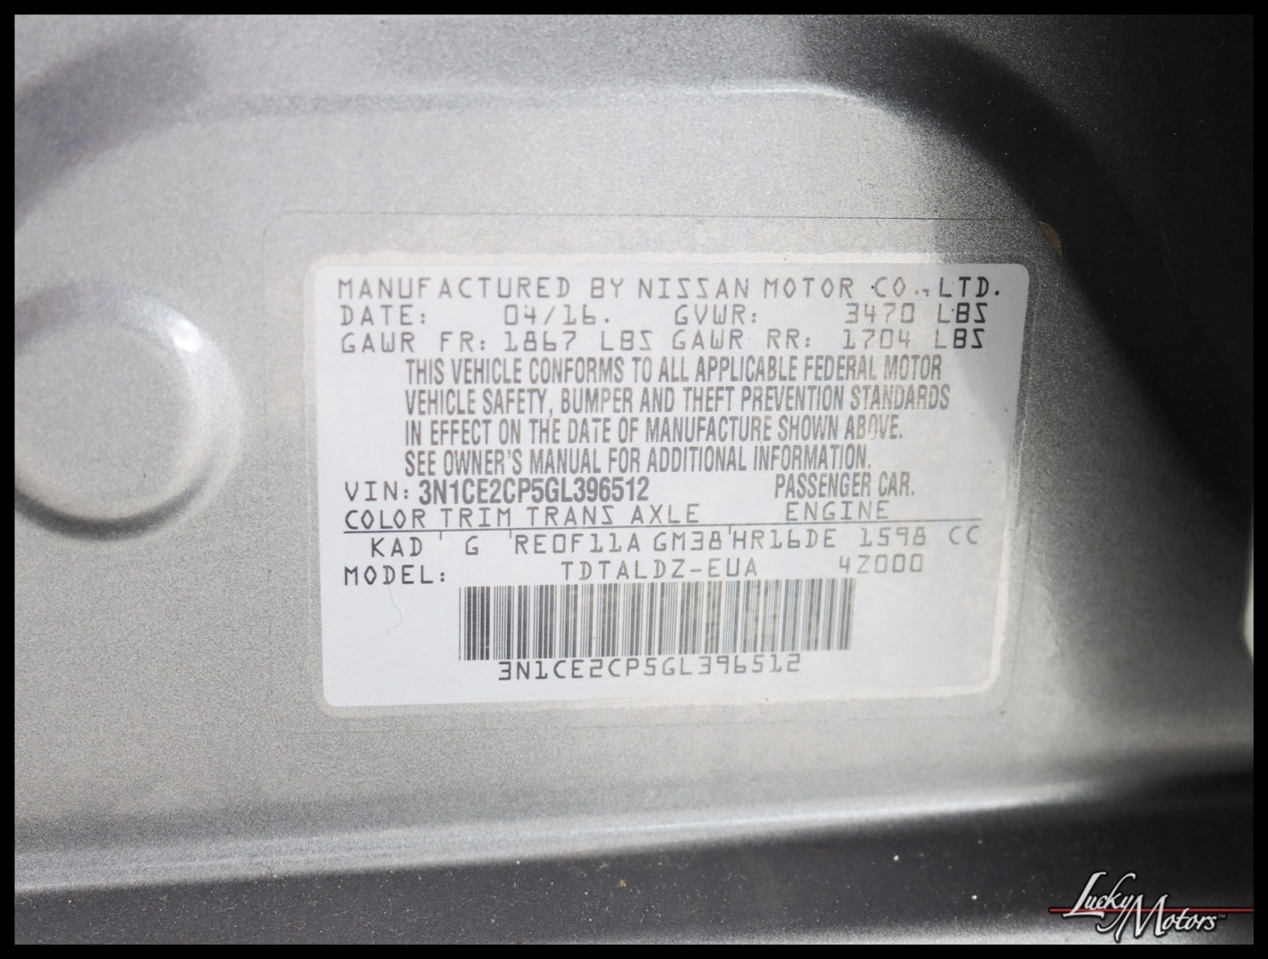 MANUFACTURED BY NISSAN MOTOR CO., LTD.
DATE: 04/16. GVWR: 3470 LBS
GAWR FR: 1867 LBS GAWR RR: 1704 LBS
THIS VEHICLE CONFORMS TO ALL APPLICABLE FEDERAL MOTOR
VEHICLE SAFETY, BUMPER AND THEFT PREVENTION STANDARDS
IN EFFECT ON THE DATE OF MANUFACTURE SHOWN ABOVE.
SEE OWNER'S MANUAL FOR ADDITIONAL INFORMATION.
VIN: 3N1CE2CP5GL396512 PASSENGER CAR.
COLOR TRIM TRANS AXLE ENGINE
KAD ' G 'RE0F11A GM38'HR16DE 1598 CC
MODEL: TDTALDZ-EUA 4Z000
3N1CE2CP5GL396512
Lucky Motors™